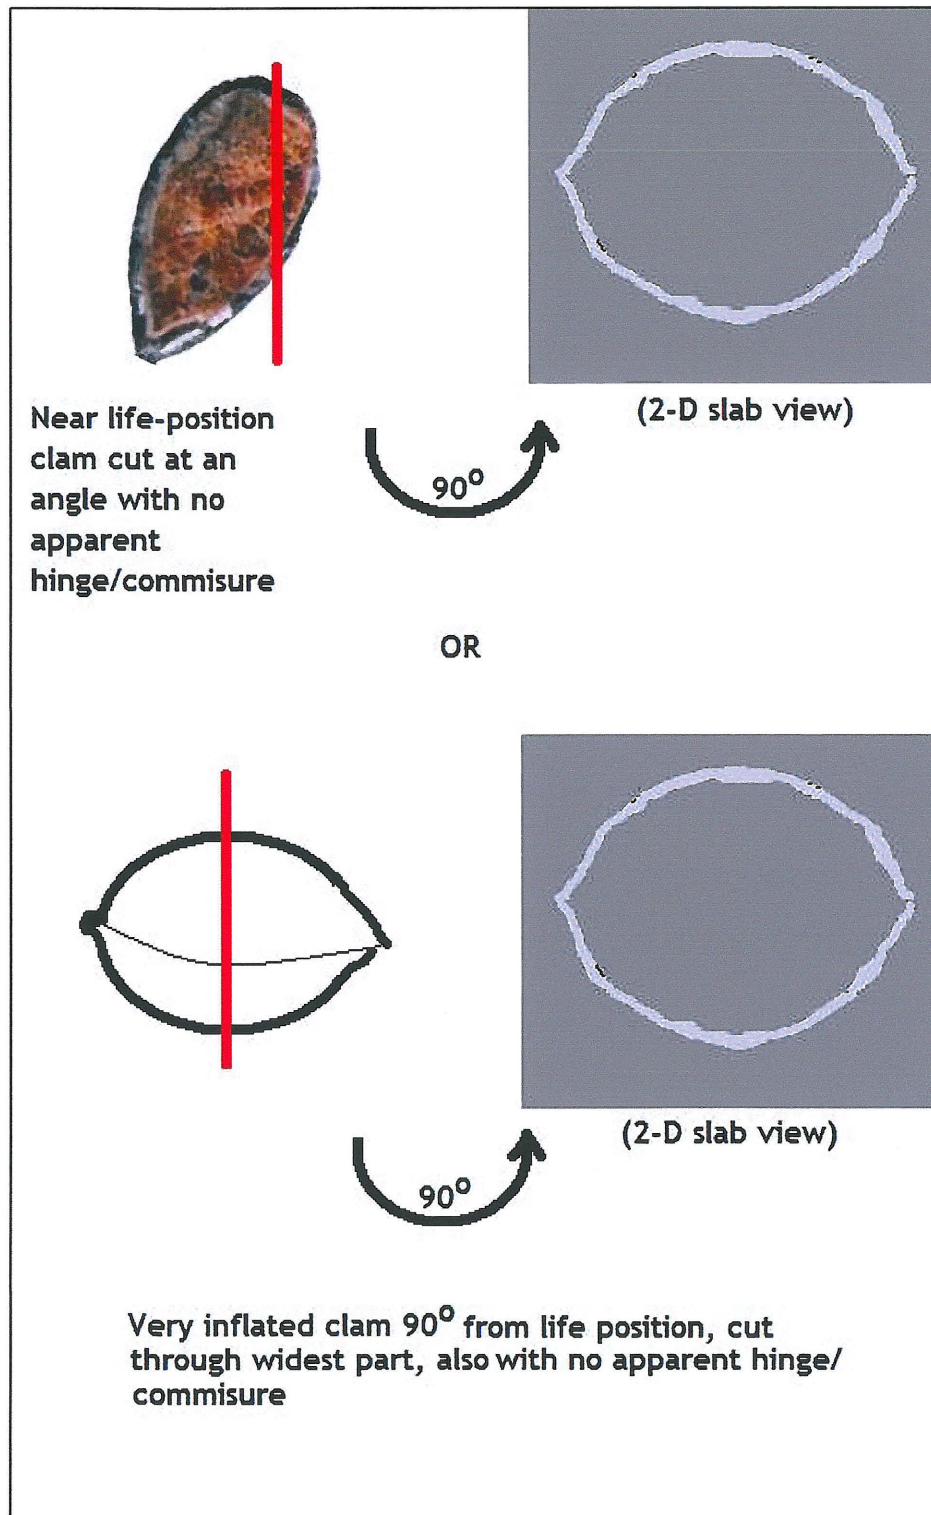 (2-D slab view)
Near life-position
clam cut at an
angle with no
apparent
hinge/commisure
90°
OR
(2-D slab view)
90°
Very inflated clam 90° from life position, cut
through widest part, also with no apparent hinge/
commisure